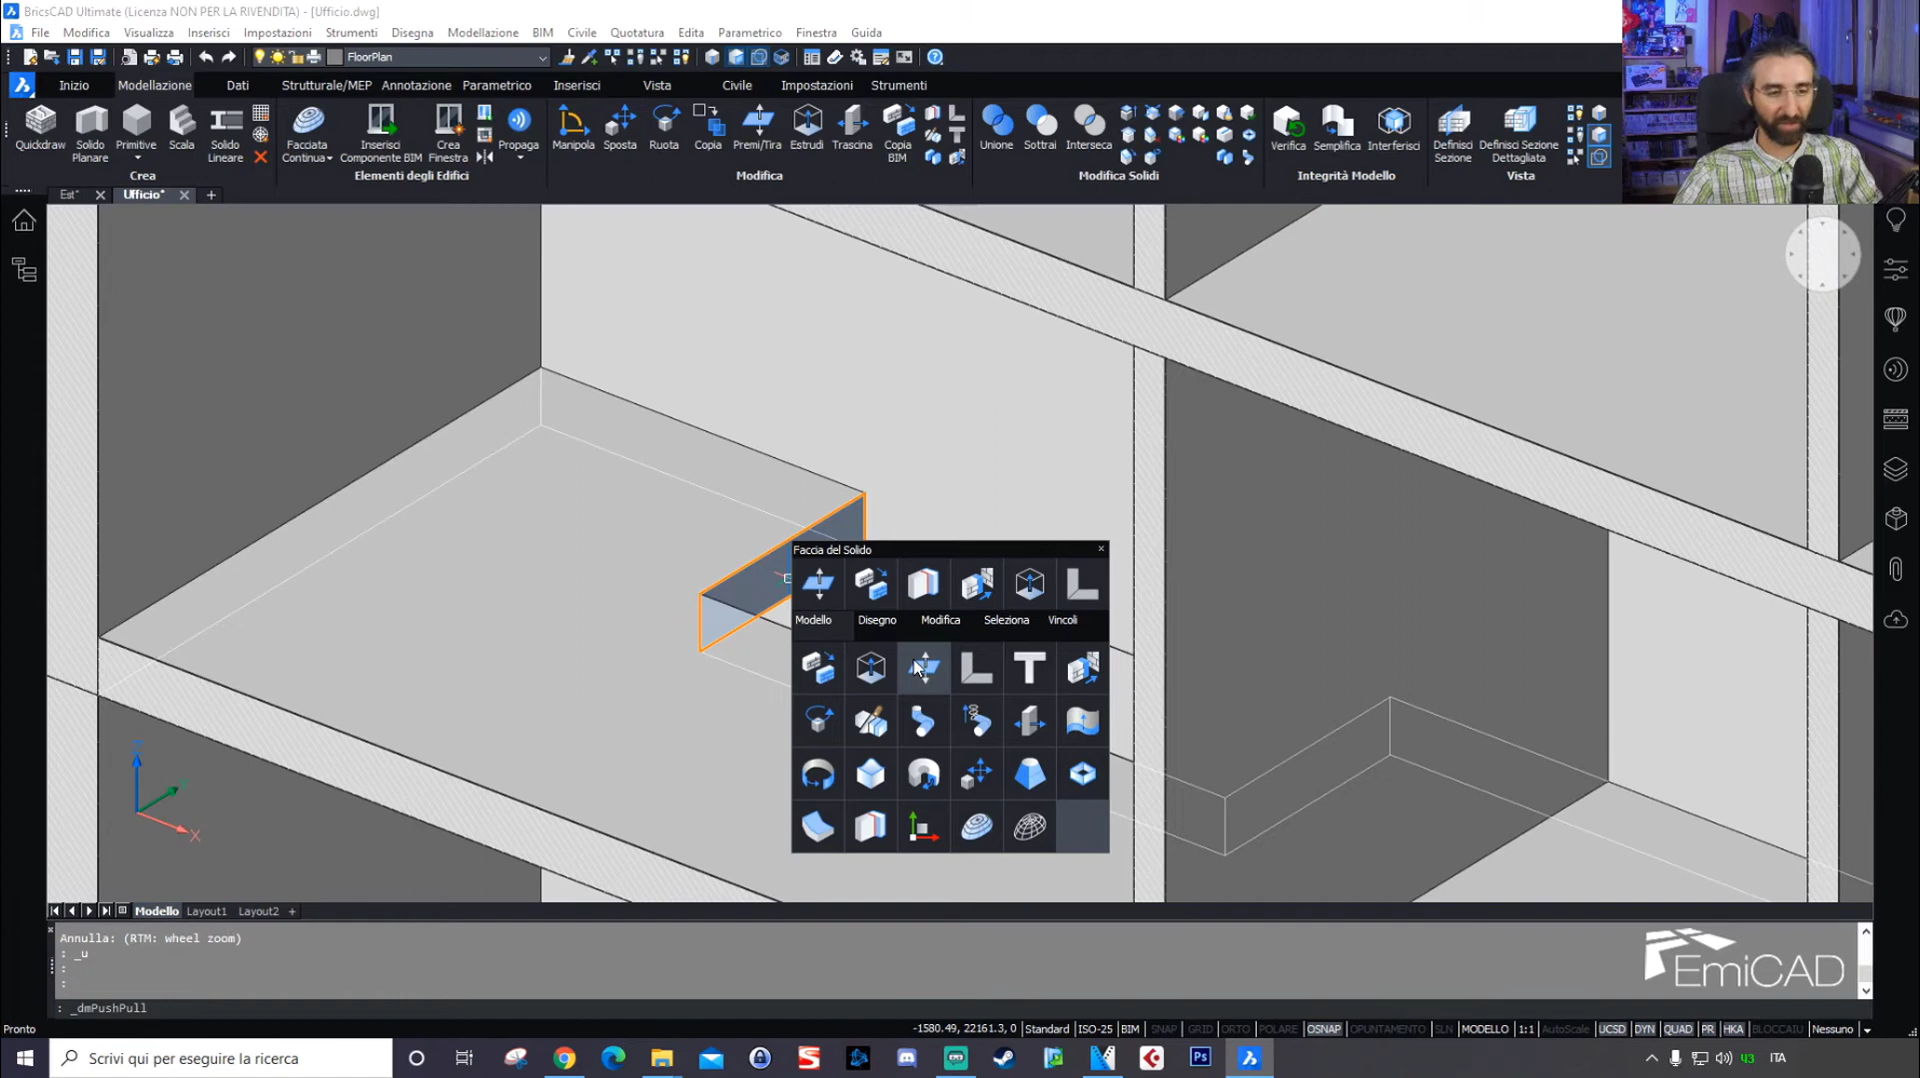 BricsCAD Ultimate (Licenza NON PER LA RIVENDITA) - [Ufficio.dwg]
File Modifica Visualizza Inserisci Impostazioni Strumenti Disegna Modellazione BIM Civile Quotatura Edita Parametrico Finestra Guida
FloorPlan
Inizio Modellazione Dati Strutturale/MEP Annotazione Parametrico Inserisci Vista Civile Impostazioni Strumenti
Quickdraw Solido Planare Primitive Scala Solido Lineare Facciata Continua Inserisci Componente BIM Crea Finestra Propaga Manipola Sposta Ruota Copia Premi/Tira Estrudi Trascina Copia BIM Unione Sottrai Interseca Verifica Semplifica Interferisci Definisci Sezione Definisci Sezione Dettagliata
Crea Elementi degli Edifici Modifica Modifica Solidi Integrità Modello Vista
Est* Ufficio*
Faccia del Solido
Modello Disegno Modifica Seleziona Vincoli
Z
X
Modello Layout1 Layout2 +
Annulla: (RTM: wheel zoom)
: _u
:
:
: _dmPushPull
EmiCAD
Pronto -1580.49, 22161.3, 0 Standard ISO-25 BIM SNAP GRID ORTO POLARE OSNAP OPUNTAMENTO SLN MODELLO 1:1 AutoScale UCSD DYN QUAD PR HKA BLOCCAIU Nessuno
Scrivi qui per eseguire la ricerca Ps 43 ITA